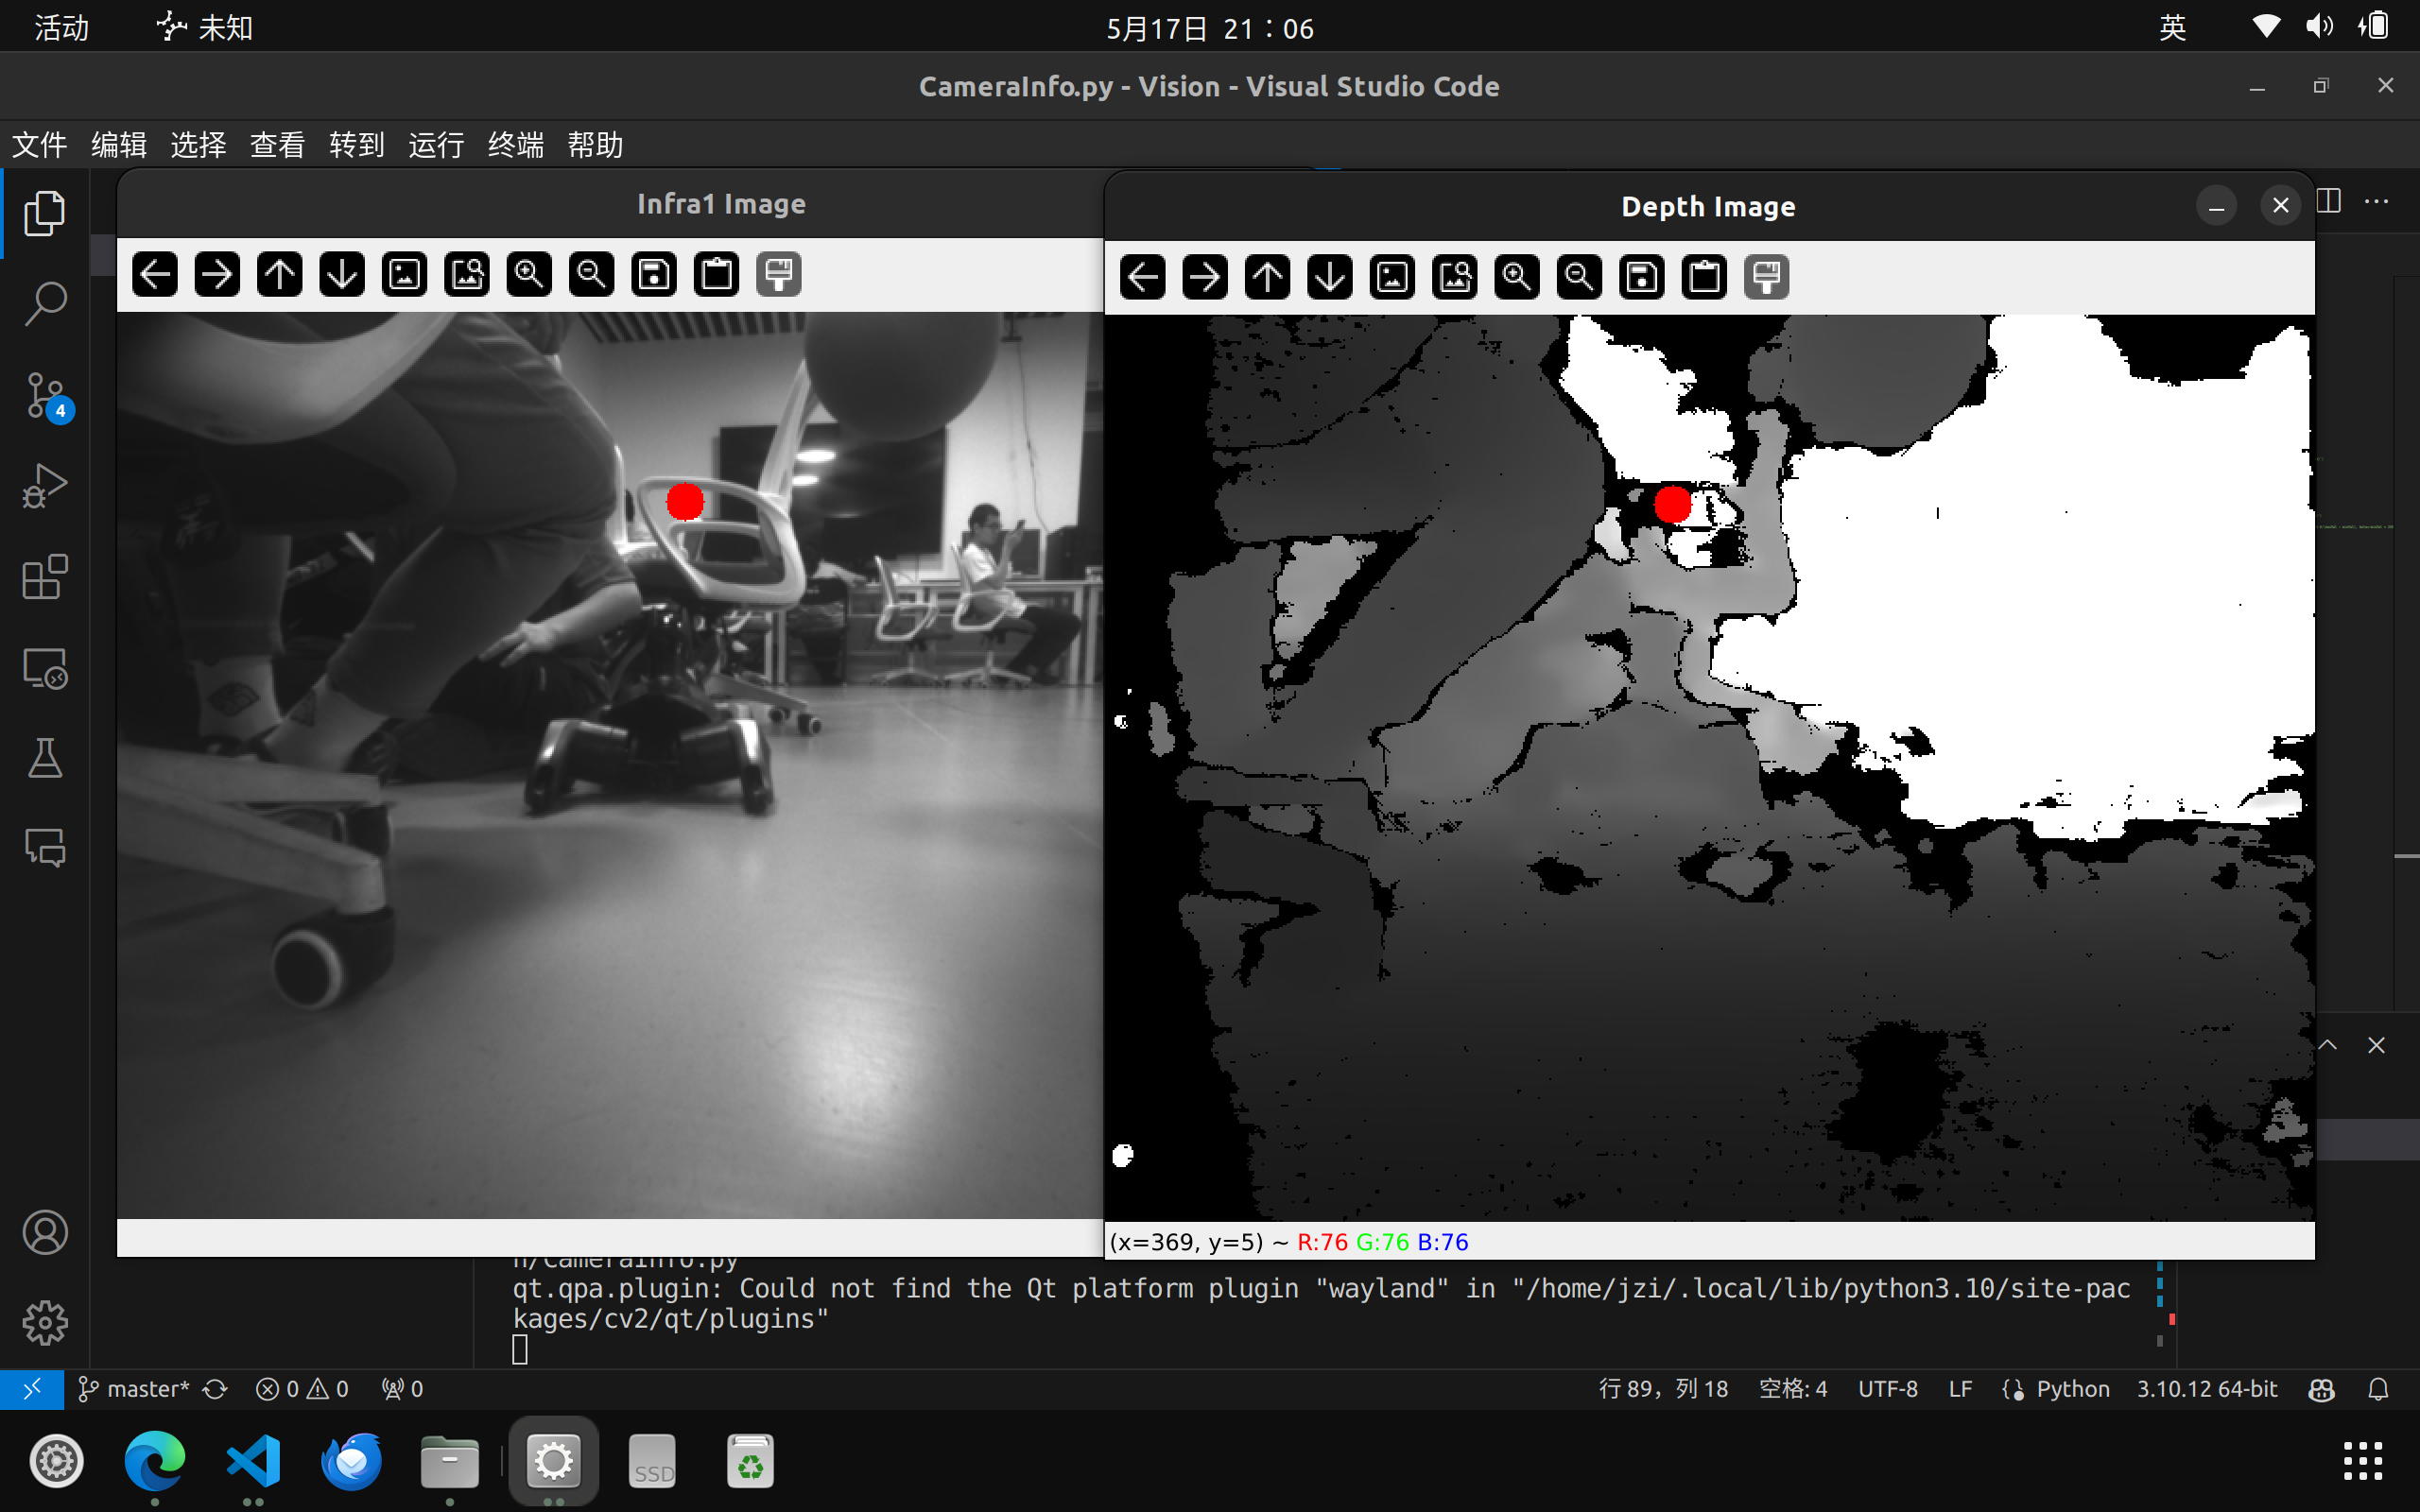 活动
未知
5月17日 21：06
英
CameraInfo.py - Vision - Visual Studio Code
文件 编辑 选择 查看 转到 运行 终端 帮助
Infra1 Image
Depth Image
4
(x=369, y=5) ~ R:76 G:76 B:76
n/CameraInfo.py
qt.qpa.plugin: Could not find the Qt platform plugin "wayland" in "/home/jzi/.local/lib/python3.10/site-pac
kages/cv2/qt/plugins"
master* 0 0 0 行 89，列 18 空格: 4 UTF-8 LF Python 3.10.12 64-bit
SSD